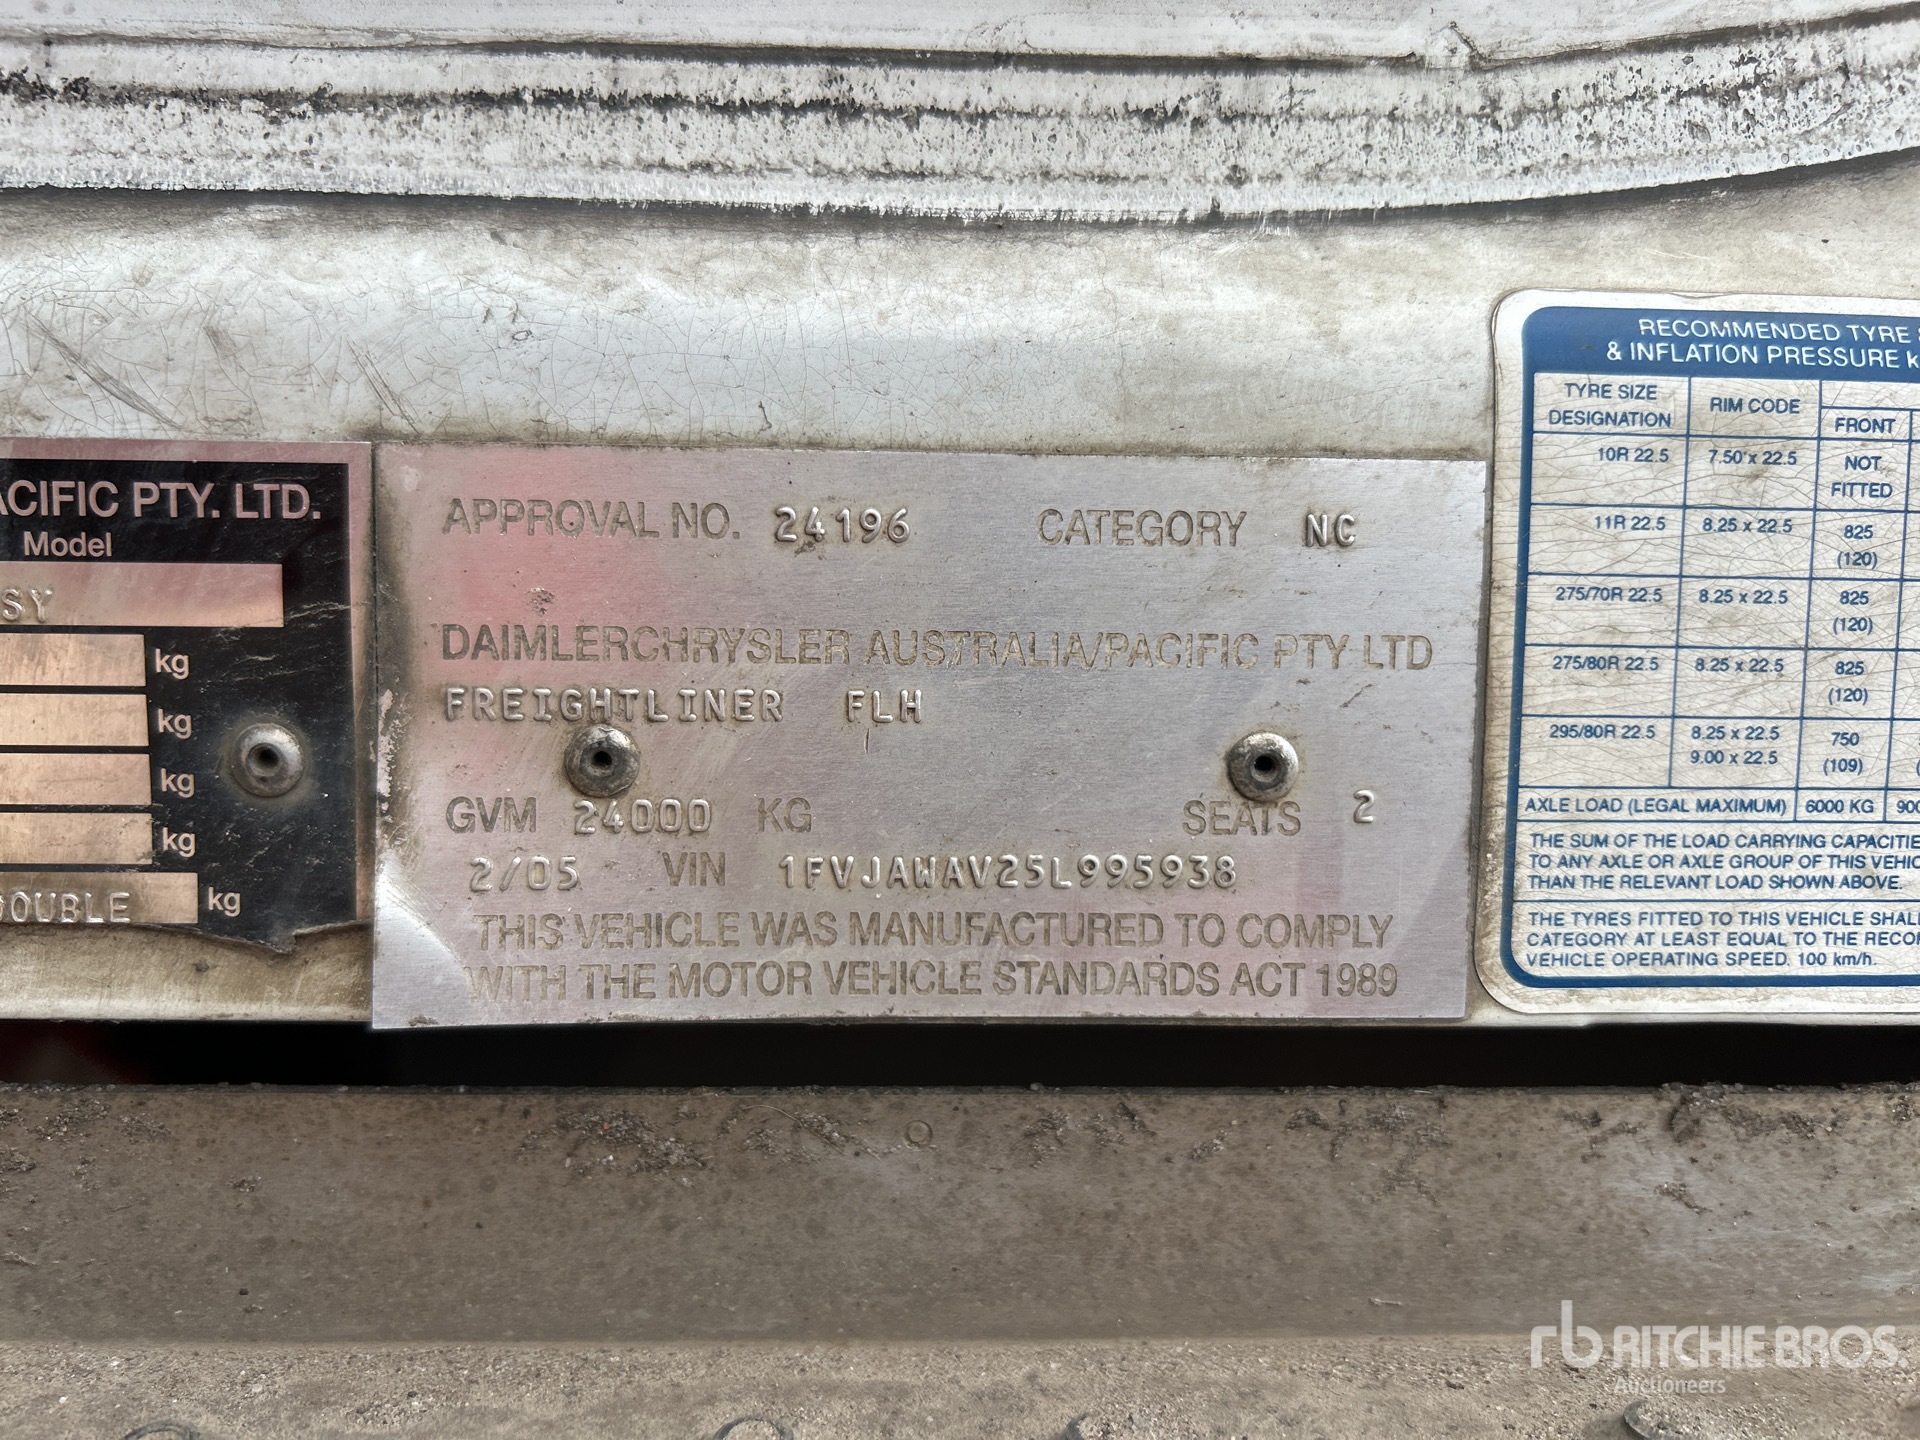 ACIFIC PTY. LTD.
Model
SY
kg
kg
kg
kg
DOUBLE kg
APPROVAL NO. 24196 CATEGORY NC
DAIMLERCHRYSLER AUSTRALIA/PACIFIC PTY LTD
FREIGHTLINER FLH
GVM 24000 KG SEATS 2
2/05 VIN 1FVJAWAV25L995938
THIS VEHICLE WAS MANUFACTURED TO COMPLY
WITH THE MOTOR VEHICLE STANDARDS ACT 1989
RECOMMENDED TYRE
& INFLATION PRESSURE k
TYRE SIZE DESIGNATION RIM CODE FRONT
10R 22.5 7.50 x 22.5 NOT FITTED
11R 22.5 8.25 x 22.5 825 (120)
275/70R 22.5 8.25 x 22.5 825 (120)
275/80R 22.5 8.25 x 22.5 825 (120)
295/80R 22.5 8.25 x 22.5 9.00 x 22.5 750 (109)
AXLE LOAD (LEGAL MAXIMUM) 6000 KG 900
THE SUM OF THE LOAD CARRYING CAPACITIE
TO ANY AXLE OR AXLE GROUP OF THIS VEHIC
THAN THE RELEVANT LOAD SHOWN ABOVE.
THE TYRES FITTED TO THIS VEHICLE SHALL
CATEGORY AT LEAST EQUAL TO THE RECOM
VEHICLE OPERATING SPEED. 100 km/h.
rb RITCHIE BROS.
Auctioneers